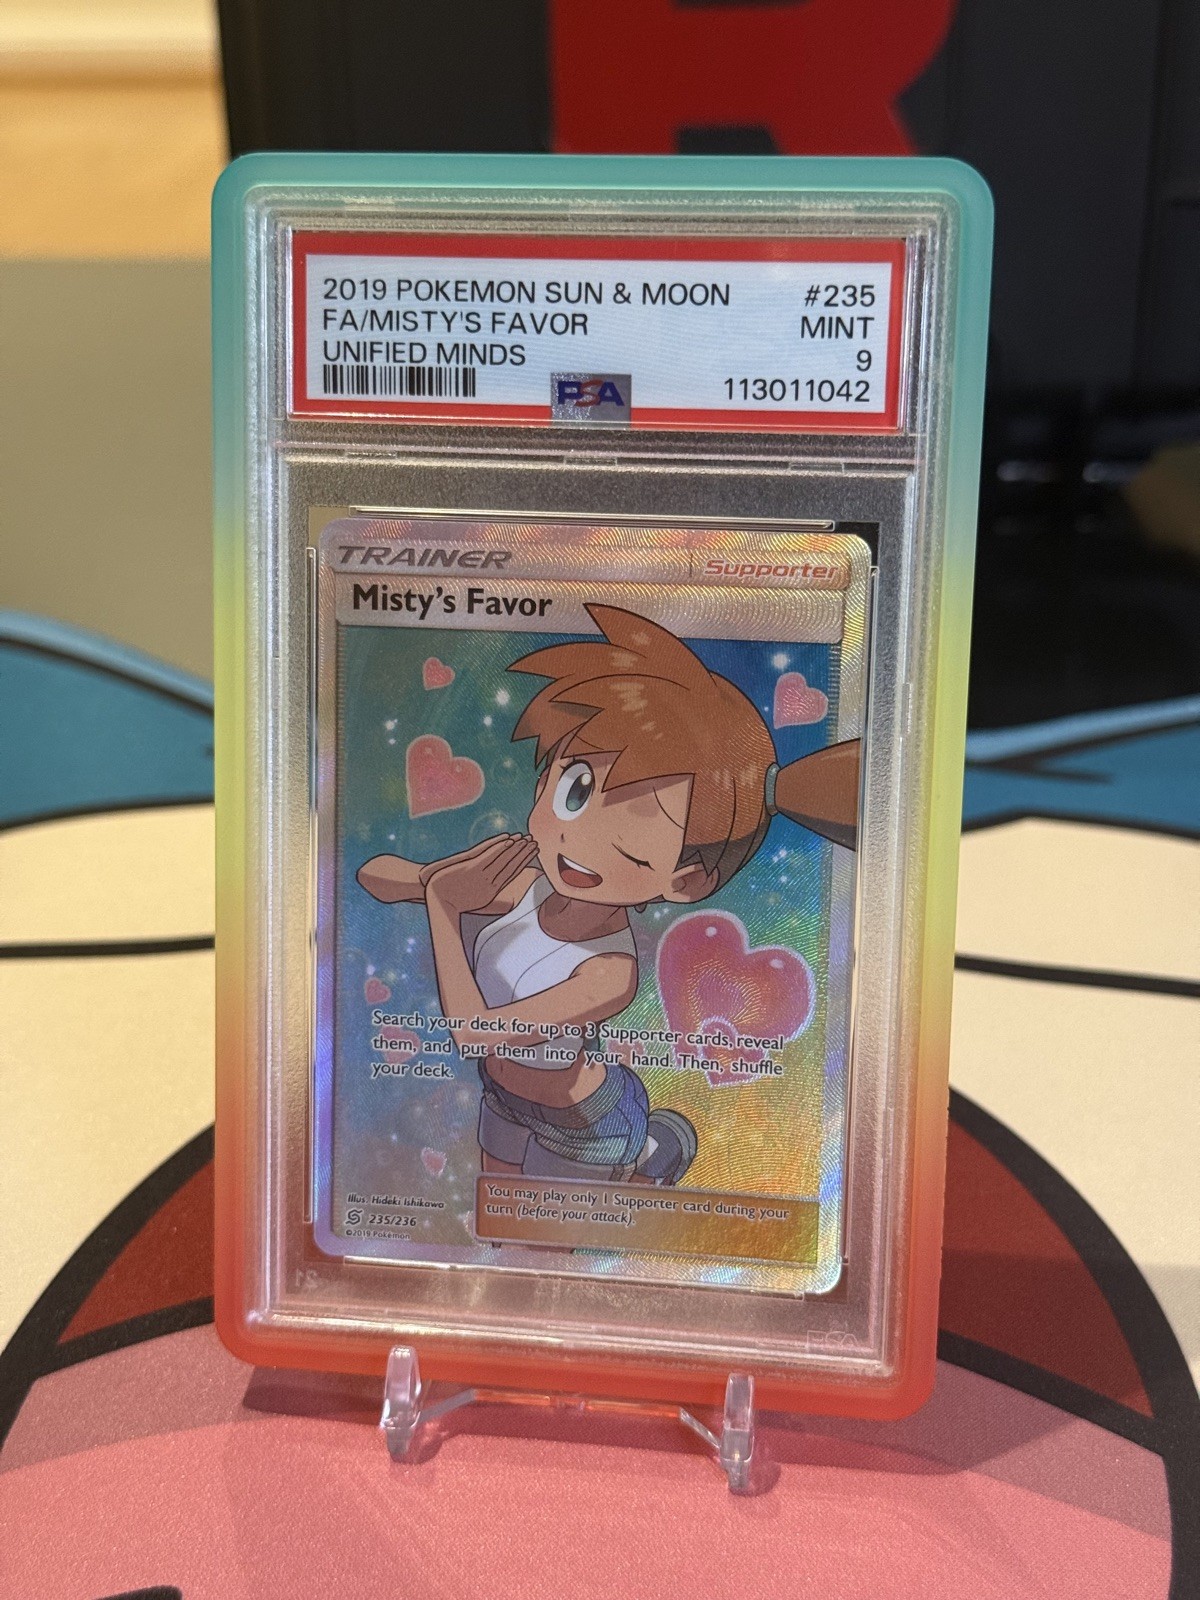 R
2019 POKEMON SUN & MOON #235
FA/MISTY'S FAVOR MINT
UNIFIED MINDS 9
PSA 113011042
TRAINER Supporter
Misty's Favor
Search your deck for up to 3 Supporter cards, reveal
them, and put them into your hand. Then, shuffle
your deck.
You may play only 1 Supporter card during your
turn (before your attack).
Illus. Hideki Ishikawa
235/236
©2019 Pokémon
PSA